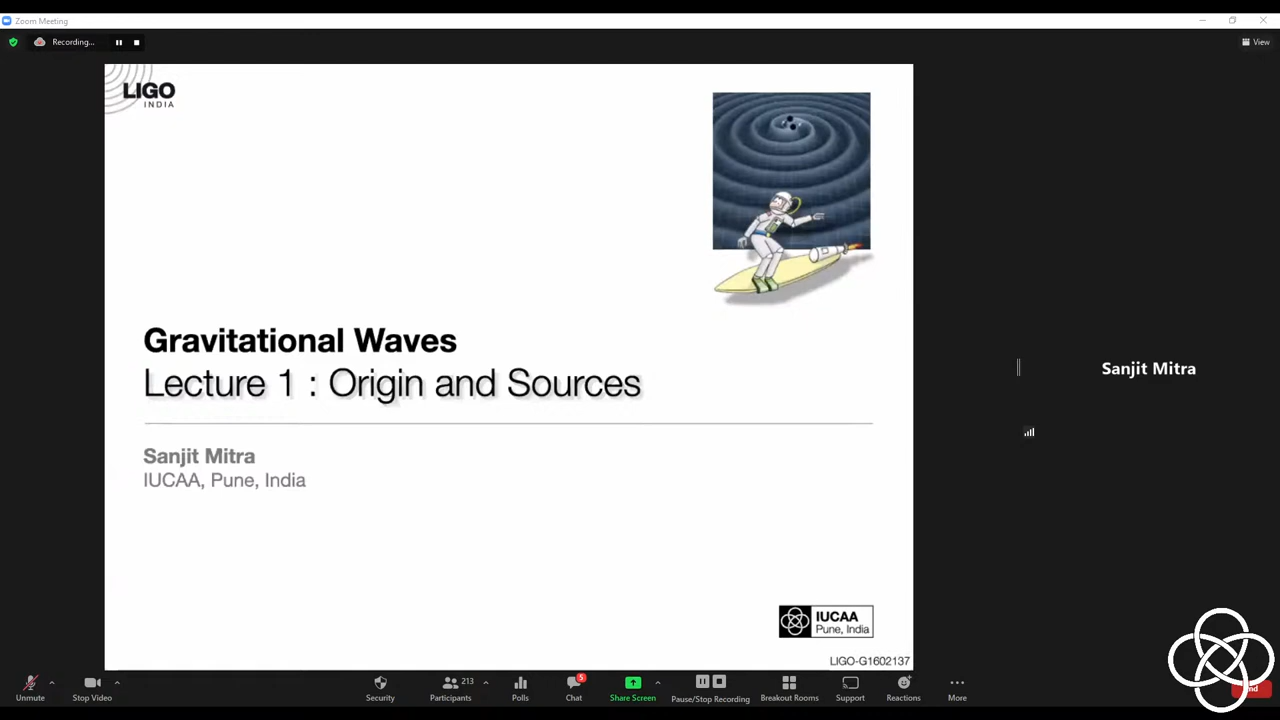 Zoom Meeting
Recording...
View
LIGO
INDIA
Gravitational Waves
Lecture 1 : Origin and Sources
Sanjit Mitra
IUCAA, Pune, India
Sanjit Mitra
IUCAA
Pune, India
LIGO-G1602137
Unmute
Stop Video
Security
Participants
213
Polls
Chat
5
Share Screen
Pause/Stop Recording
Breakout Rooms
Support
Reactions
More